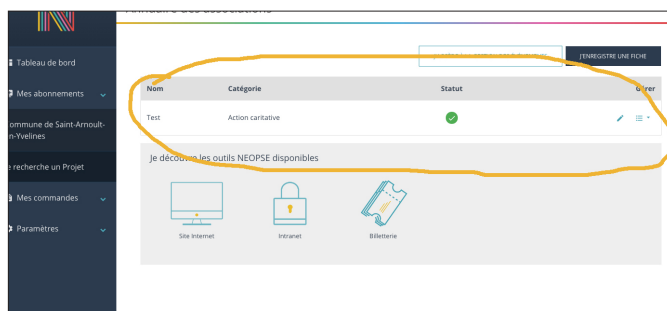 Annuaire des associations
J'ENREGISTRE UNE FICHE
Tableau de bord
Mes abonnements
ommune de Saint-Arnoult-
n-Yvelines
e recherche un Projet
Mes commandes
Paramètres
Nom Catégorie Statut Gérer
Test Action caritative
Je découvre les outils NEOPSE disponibles
Site Internet Intranet Billetterie